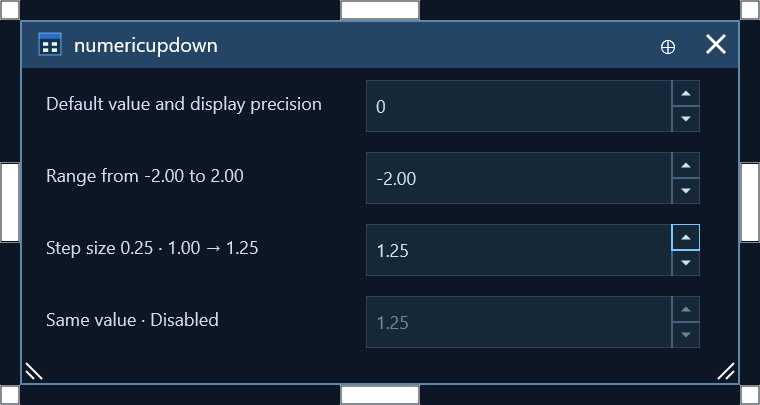 numericupdown
Default value and display precision
0
Range from -2.00 to 2.00
-2.00
Step size 0.25 · 1.00 → 1.25
1.25
Same value · Disabled
1.25